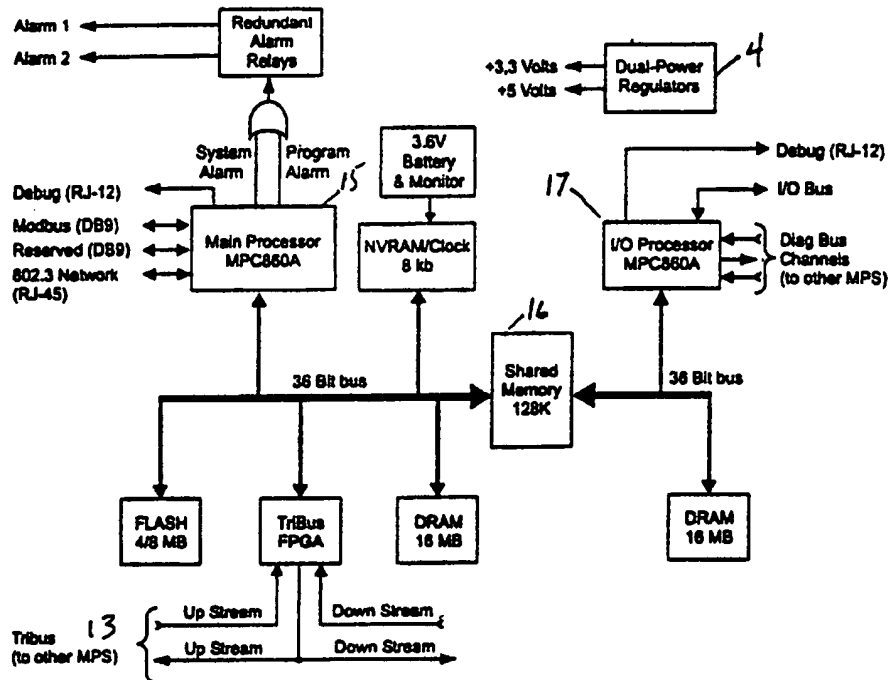 Alarm 1
Alarm 2
Redundant
Alarm
Relays
+3,3 Volts
+5 Volts
Dual-Power
Regulators
4
System
Alarm
Program
Alarm
15
3.6V
Battery
& Monitor
Debug (RJ-12)
Modbus (DB9)
Reserved (DB9)
802.3 Network
(RJ-45)
Main Processor
MPC860A
NVRAM/Clock
8 kb
17
I/O Processor
MPC860A
Debug (RJ-12)
I/O Bus
Diag Bus
Channels
(to other MPS)
16
Shared
Memory
128K
36 Bit bus
36 Bit bus
FLASH
4/8 MB
TriBus
FPGA
DRAM
16 MB
DRAM
16 MB
Tribus 13
(to other MPS)
Up Stream
Down Stream
Up Stream
Down Stream